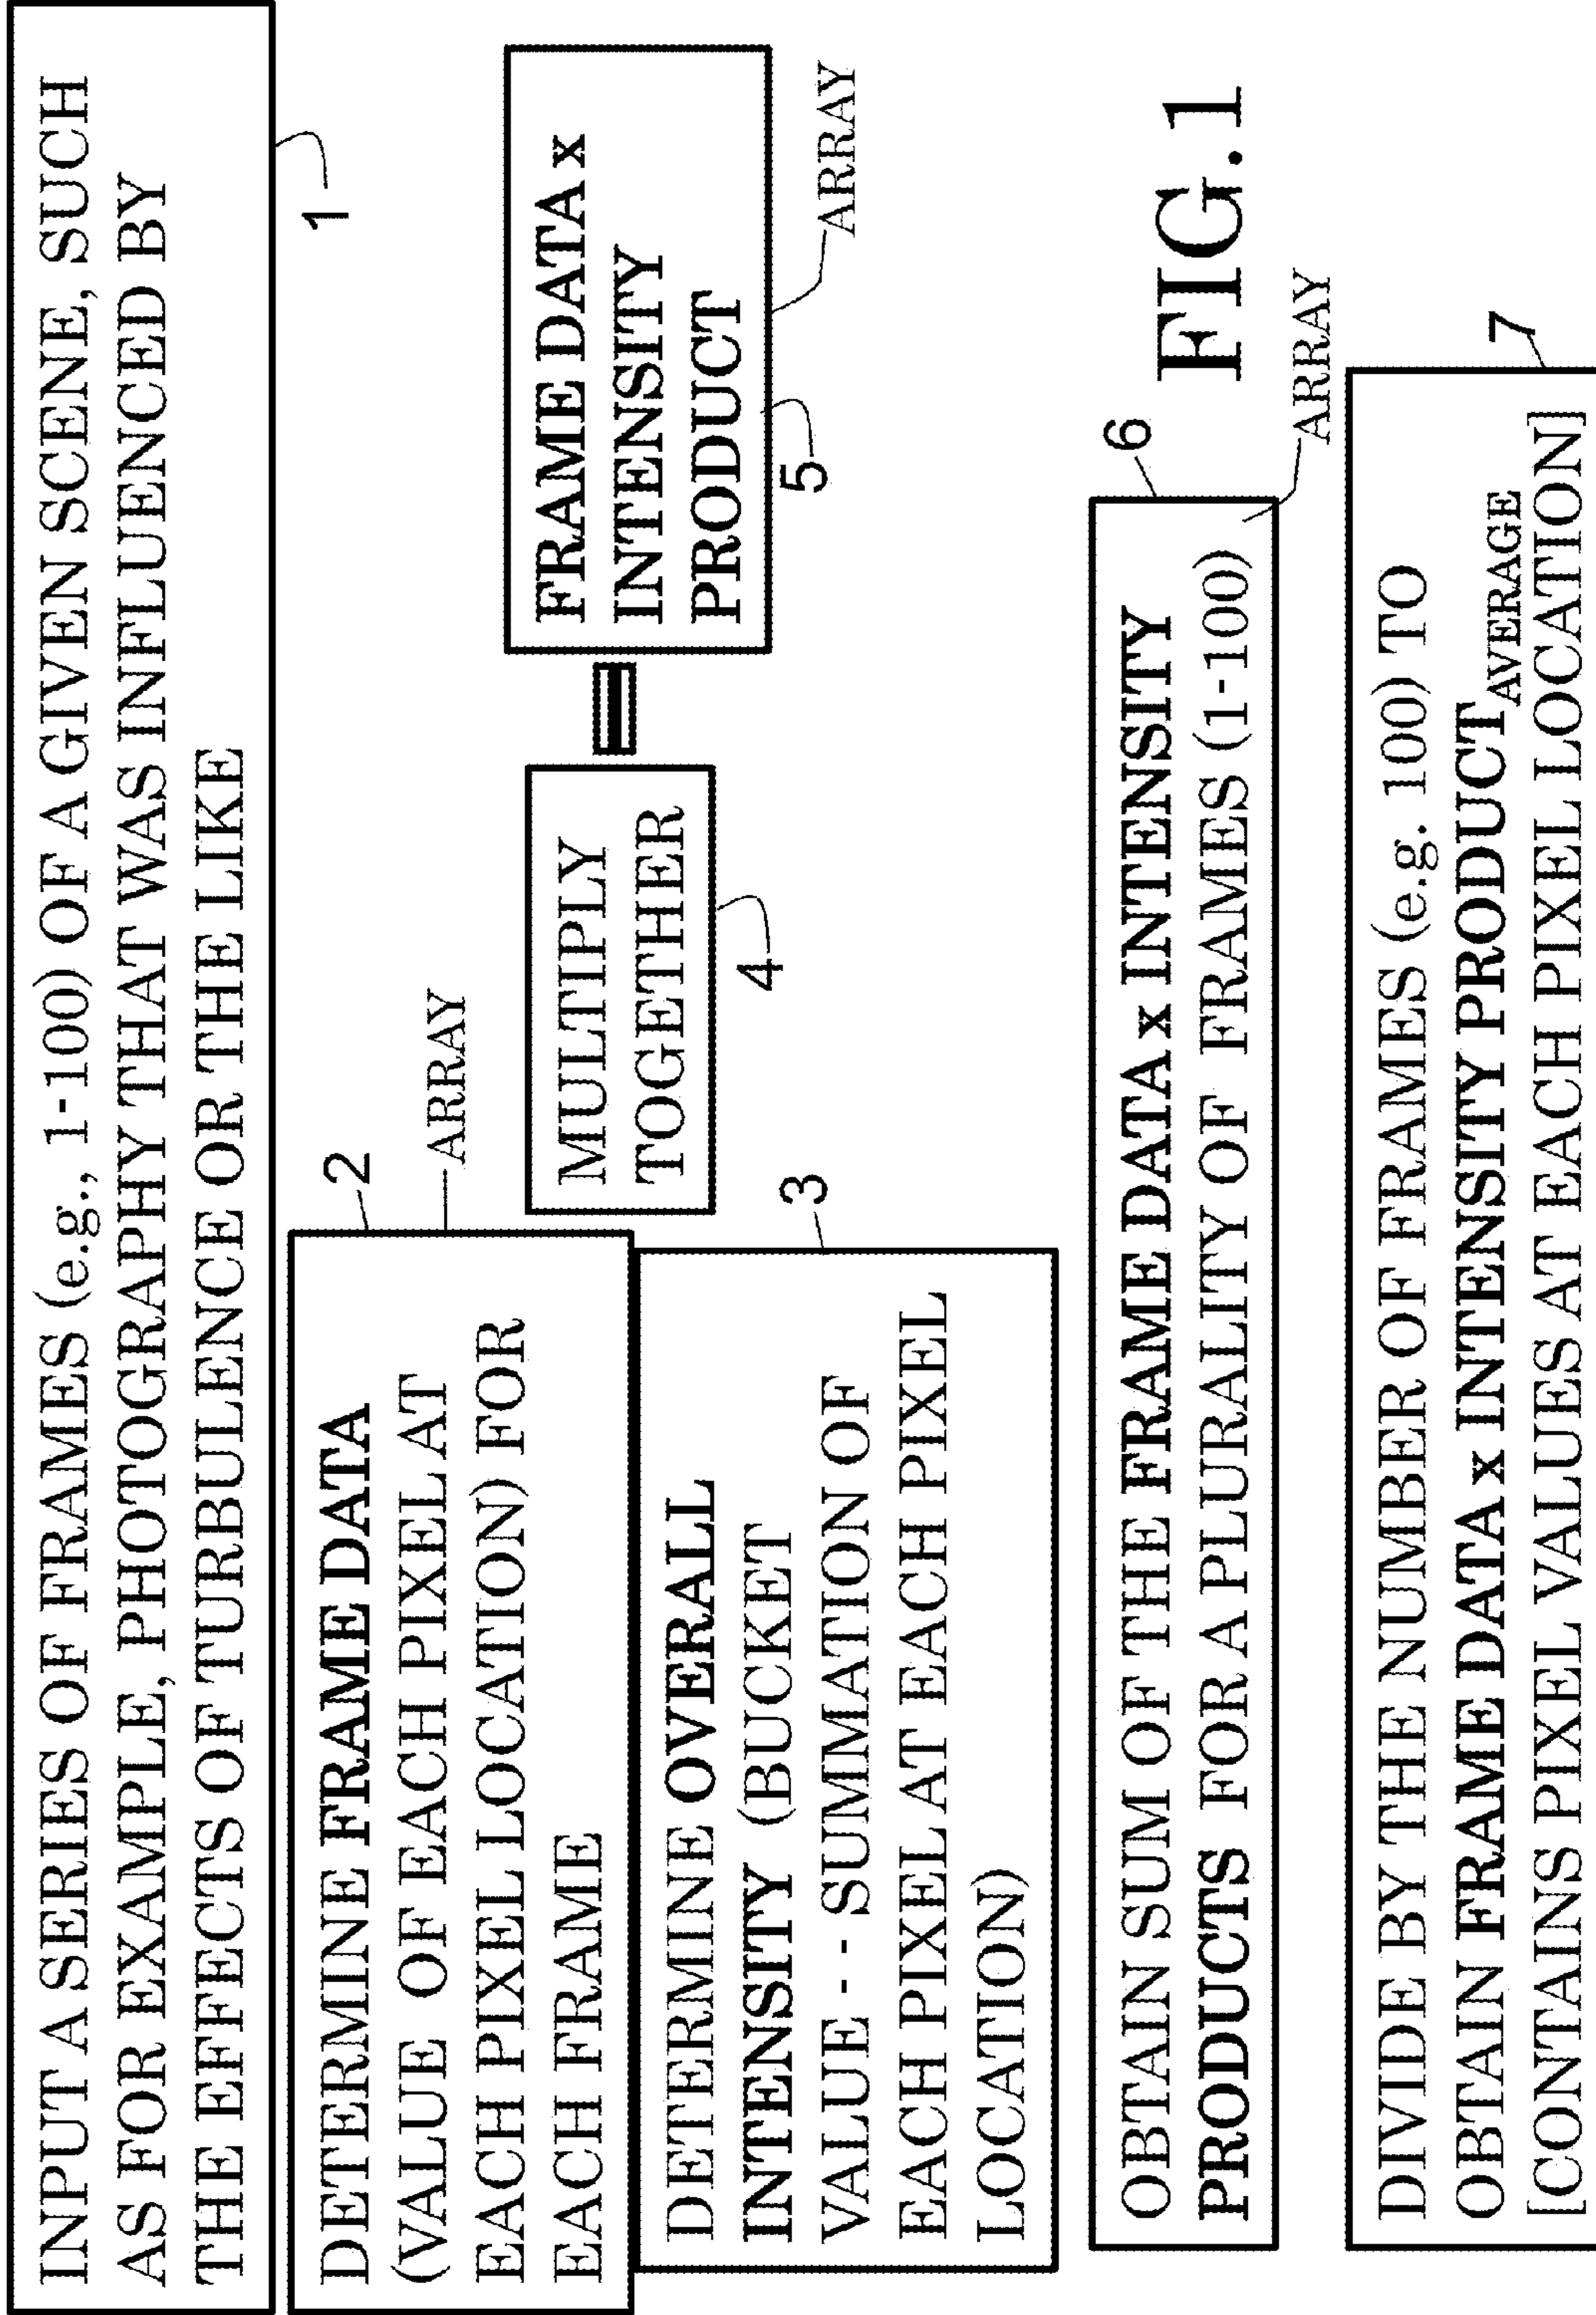 INPUT A SERIES OF FRAMES (e.g., 1-100) OF A GIVEN SCENE, SUCH
AS FOR EXAMPLE, PHOTOGRAPHY THAT WAS INFLUENCED BY
THE EFFECTS OF TURBULENCE OR THE LIKE
1
DETERMINE FRAME DATA
(VALUE OF EACH PIXEL AT
EACH PIXEL LOCATION) FOR
EACH FRAME
2
ARRAY
DETERMINE OVERALL
INTENSITY (BUCKET
VALUE - - SUMMATION OF
EACH PIXEL AT EACH PIXEL
LOCATION)
3
MULTIPLY
TOGETHER
4
=
FRAME DATA x
INTENSITY
PRODUCT
5
ARRAY
OBTAIN SUM OF THE FRAME DATA x INTENSITY
PRODUCTS FOR A PLURALITY OF FRAMES (1-100)
6
ARRAY
FIG.1
DIVIDE BY THE NUMBER OF FRAMES (e.g. 100) TO
OBTAIN FRAME DATA x INTENSITY PRODUCT AVERAGE
[CONTAINS PIXEL VALUES AT EACH PIXEL LOCATION]
7